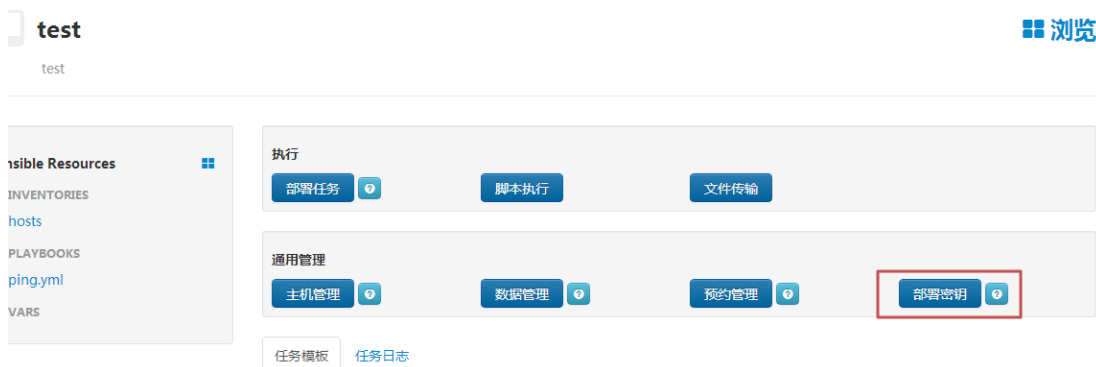 test
浏览
test
nsible Resources
INVENTORIES
hosts
PLAYBOOKS
ping.yml
VARS
执行
部署任务 ?
脚本执行
文件传输
通用管理
主机管理 ?
数据管理 ?
预约管理 ?
部署密钥 ?
任务模板
任务日志